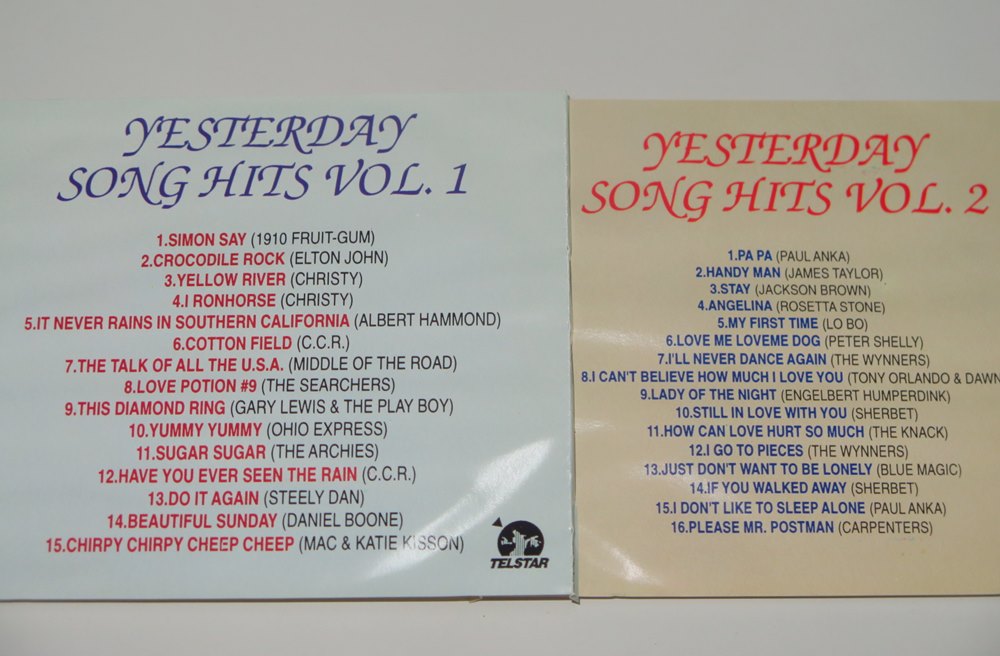 YESTERDAY
SONG HITS VOL. 1
1.SIMON SAY (1910 FRUIT-GUM)
2.CROCODILE ROCK (ELTON JOHN)
3.YELLOW RIVER (CHRISTY)
4.I RONHORSE (CHRISTY)
5.IT NEVER RAINS IN SOUTHERN CALIFORNIA (ALBERT HAMMOND)
6.COTTON FIELD (C.C.R.)
7.THE TALK OF ALL THE U.S.A. (MIDDLE OF THE ROAD)
8.LOVE POTION #9 (THE SEARCHERS)
9.THIS DIAMOND RING (GARY LEWIS & THE PLAY BOY)
10.YUMMY YUMMY (OHIO EXPRESS)
11.SUGAR SUGAR (THE ARCHIES)
12.HAVE YOU EVER SEEN THE RAIN (C.C.R.)
13.DO IT AGAIN (STEELY DAN)
14.BEAUTIFUL SUNDAY (DANIEL BOONE)
15.CHIRPY CHIRPY CHEEP CHEEP (MAC & KATIE KISSON)
TELSTAR
YESTERDAY
SONG HITS VOL. 2
1.PA PA (PAUL ANKA)
2.HANDY MAN (JAMES TAYLOR)
3.STAY (JACKSON BROWN)
4.ANGELINA (ROSETTA STONE)
5.MY FIRST TIME (LO BO)
6.LOVE ME LOVEME DOG (PETER SHELLY)
7.I'LL NEVER DANCE AGAIN (THE WYNNERS)
8.I CAN'T BELIEVE HOW MUCH I LOVE YOU (TONY ORLANDO & DAWN
9.LADY OF THE NIGHT (ENGELBERT HUMPERDINK)
10.STILL IN LOVE WITH YOU (SHERBET)
11.HOW CAN LOVE HURT SO MUCH (THE KNACK)
12.I GO TO PIECES (THE WYNNERS)
13.JUST DON'T WANT TO BE LONELY (BLUE MAGIC)
14.IF YOU WALKED AWAY (SHERBET)
15.I DON'T LIKE TO SLEEP ALONE (PAUL ANKA)
16.PLEASE MR. POSTMAN (CARPENTERS)